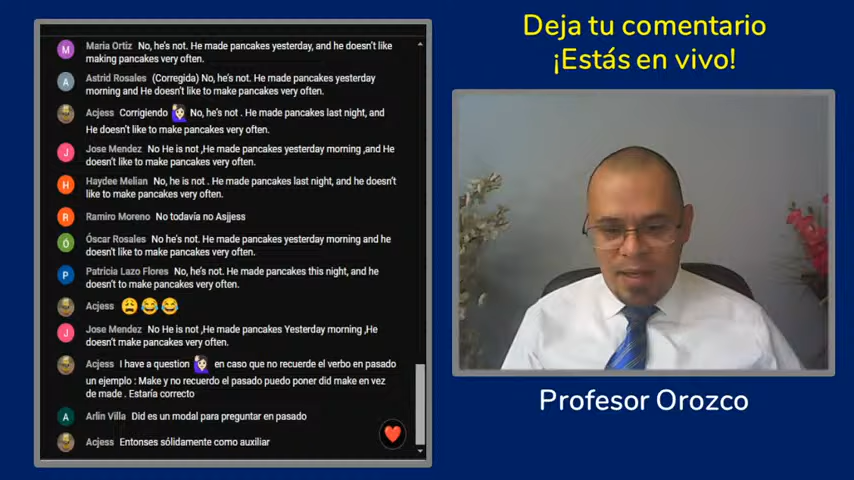 Deja tu comentario
¡Estás en vivo!
M Maria Ortiz No, he's not. He made pancakes yesterday, and he doesn't like
making pancakes very often.
A Astrid Rosales (Corregida) No, he's not. He made pancakes yesterday
morning and He doesn't like to make pancakes very often.
Acjess Corrigiendo 🙋🏻‍♀️ No, he's not . He made pancakes last night, and
He doesn't like to make pancakes very often.
J Jose Mendez No He is not ,He made pancakes yesterday morning ,and He
doesn't like to make pancakes very often.
H Haydee Melian No, he is not . He made pancakes last night, and he doesn't
like to make pancakes very often.
R Ramiro Moreno No todavía no Asjjess
Ó Óscar Rosales No he's not. He made pancakes yesterday morning and he
doesn't like to make pancakes very often.
P Patricia Lazo Flores No, he's not. He made pancakes this night, and he
doesn't to make pancakes very often.
Acjess 😩😂😂
J Jose Mendez No He is not ,He made pancakes Yesterday morning ,He
doesn't make pancakes very often.
Acjess I have a question 🙋🏻‍♀️ en caso que no recuerde el verbo en pasado
un ejemplo : Make y no recuerdo el pasado puedo poner did make en vez
de made . Estaría correcto
A Arlin Villa Did es un modal para preguntar en pasado
Acjess Entonses sólidamente como auxiliar
Profesor Orozco